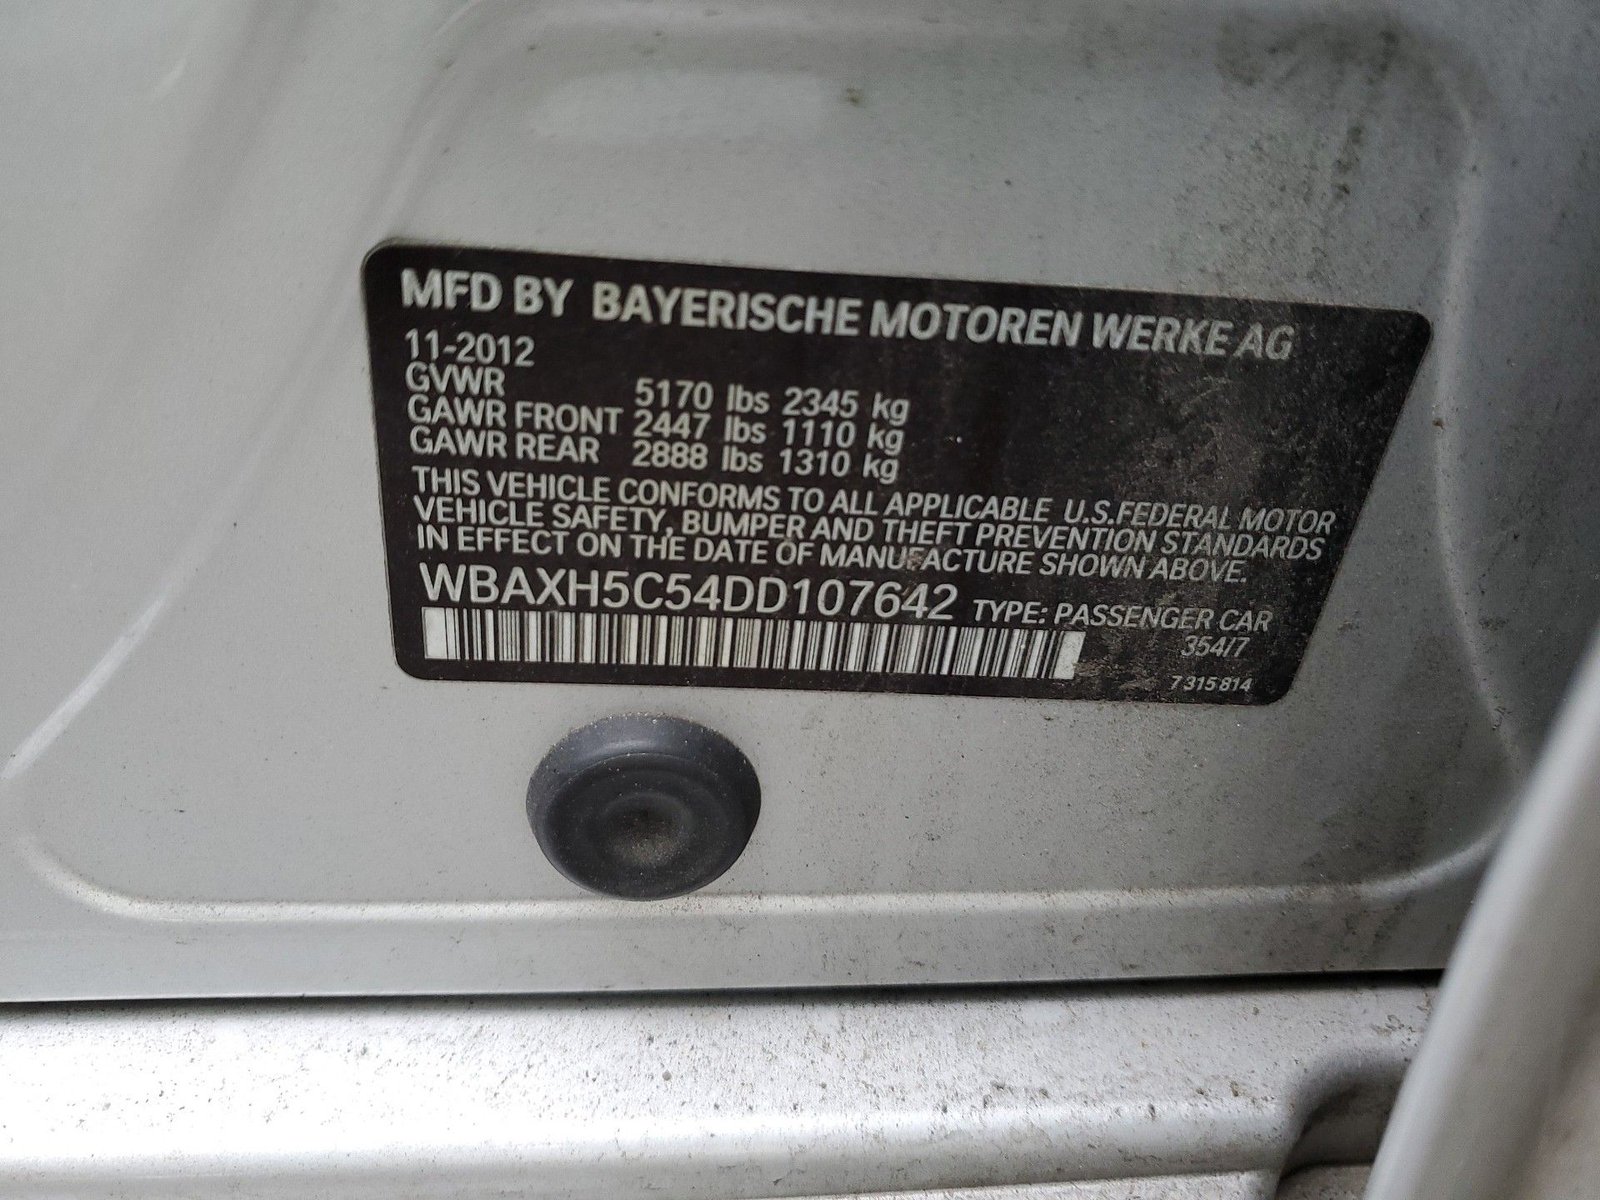 MFD BY BAYERISCHE MOTOREN WERKE AG
11-2012
GVWR 5170 lbs 2345 kg
GAWR FRONT 2447 lbs 1110 kg
GAWR REAR 2888 lbs 1310 kg
THIS VEHICLE CONFORMS TO ALL APPLICABLE U.S.FEDERAL MOTOR
VEHICLE SAFETY, BUMPER AND THEFT PREVENTION STANDARDS
IN EFFECT ON THE DATE OF MANUFACTURE SHOWN ABOVE.
WBAXH5C54DD107642 TYPE: PASSENGER CAR
354/7
7 315 814